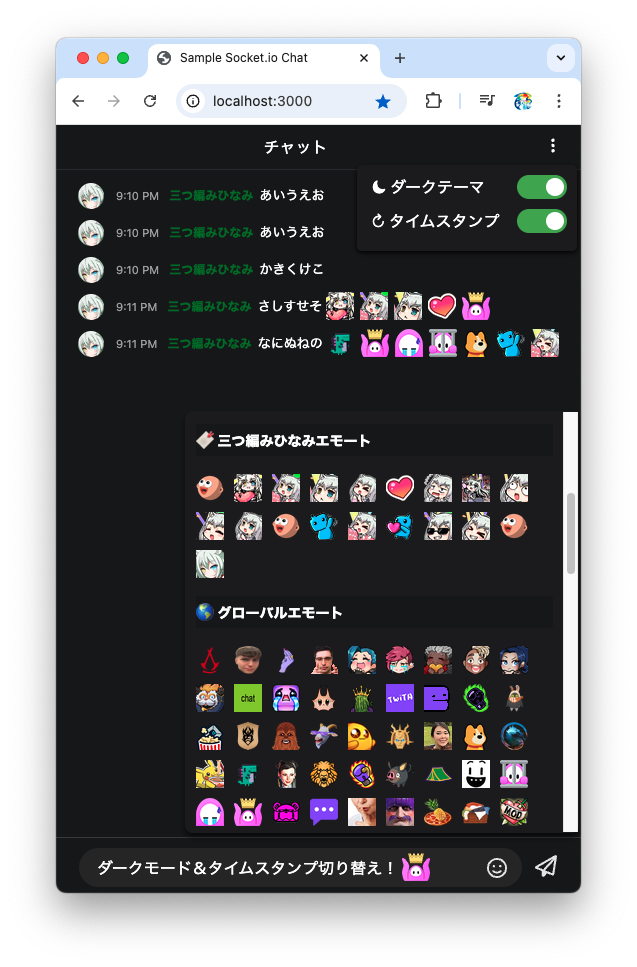 Sample Socket.io Chat
localhost:3000
チャット
ダークテーマ
タイムスタンプ
9:10 PM 三つ編みひなみ あいうえお
9:10 PM 三つ編みひなみ あいうえお
9:10 PM 三つ編みひなみ かきくけこ
9:11 PM 三つ編みひなみ さしすせそ
9:11 PM 三つ編みひなみ なにぬねの
三つ編みひなみエモート
グローバルエモート
chat
TWITH
MOD
ダークモード＆タイムスタンプ切り替え！